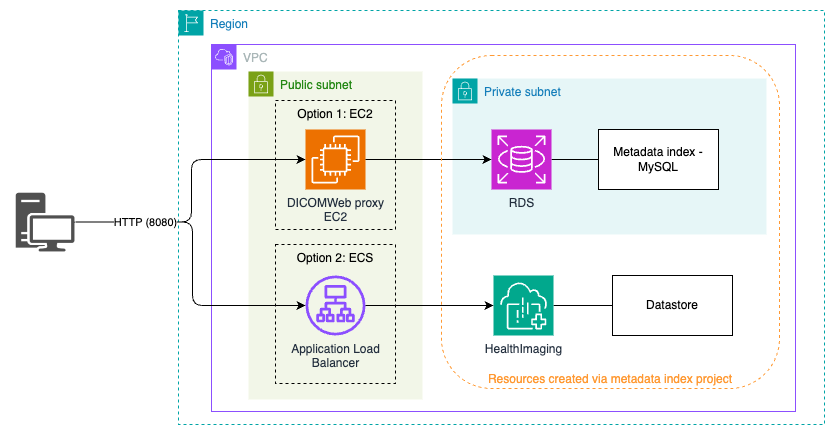 Region
VPC
Public subnet
Private subnet
Option 1: EC2
DICOMWeb proxy
EC2
RDS
Metadata index -
MySQL
HTTP (8080)
Option 2: ECS
Application Load
Balancer
HealthImaging
Datastore
Resources created via metadata index project